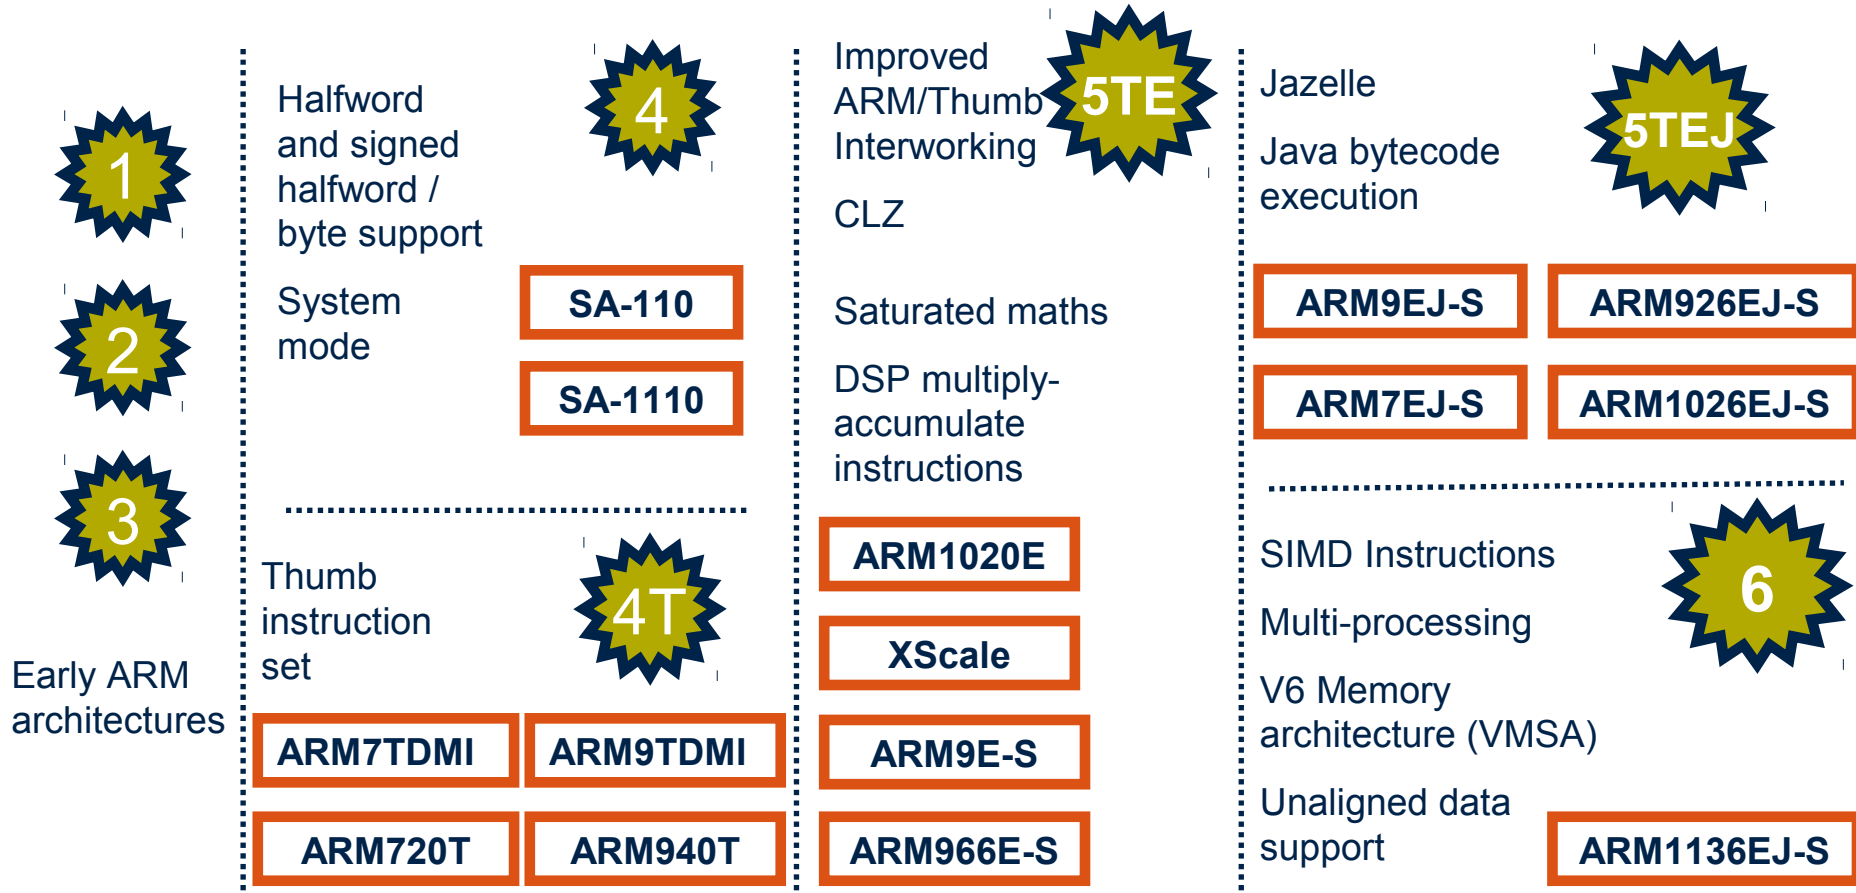 1
2
3
Early ARM
architectures
Halfword
and signed
halfword /
byte support
4
System
mode
SA-110
SA-1110
Thumb
instruction
set
4T
ARM7TDMI
ARM9TDMI
ARM720T
ARM940T
Improved
ARM/Thumb
Interworking
5TE
CLZ
Saturated maths
DSP multiply-
accumulate
instructions
ARM1020E
XScale
ARM9E-S
ARM966E-S
Jazelle
5TEJ
Java bytecode
execution
ARM9EJ-S
ARM926EJ-S
ARM7EJ-S
ARM1026EJ-S
SIMD Instructions
6
Multi-processing
V6 Memory
architecture (VMSA)
Unaligned data
support
ARM1136EJ-S